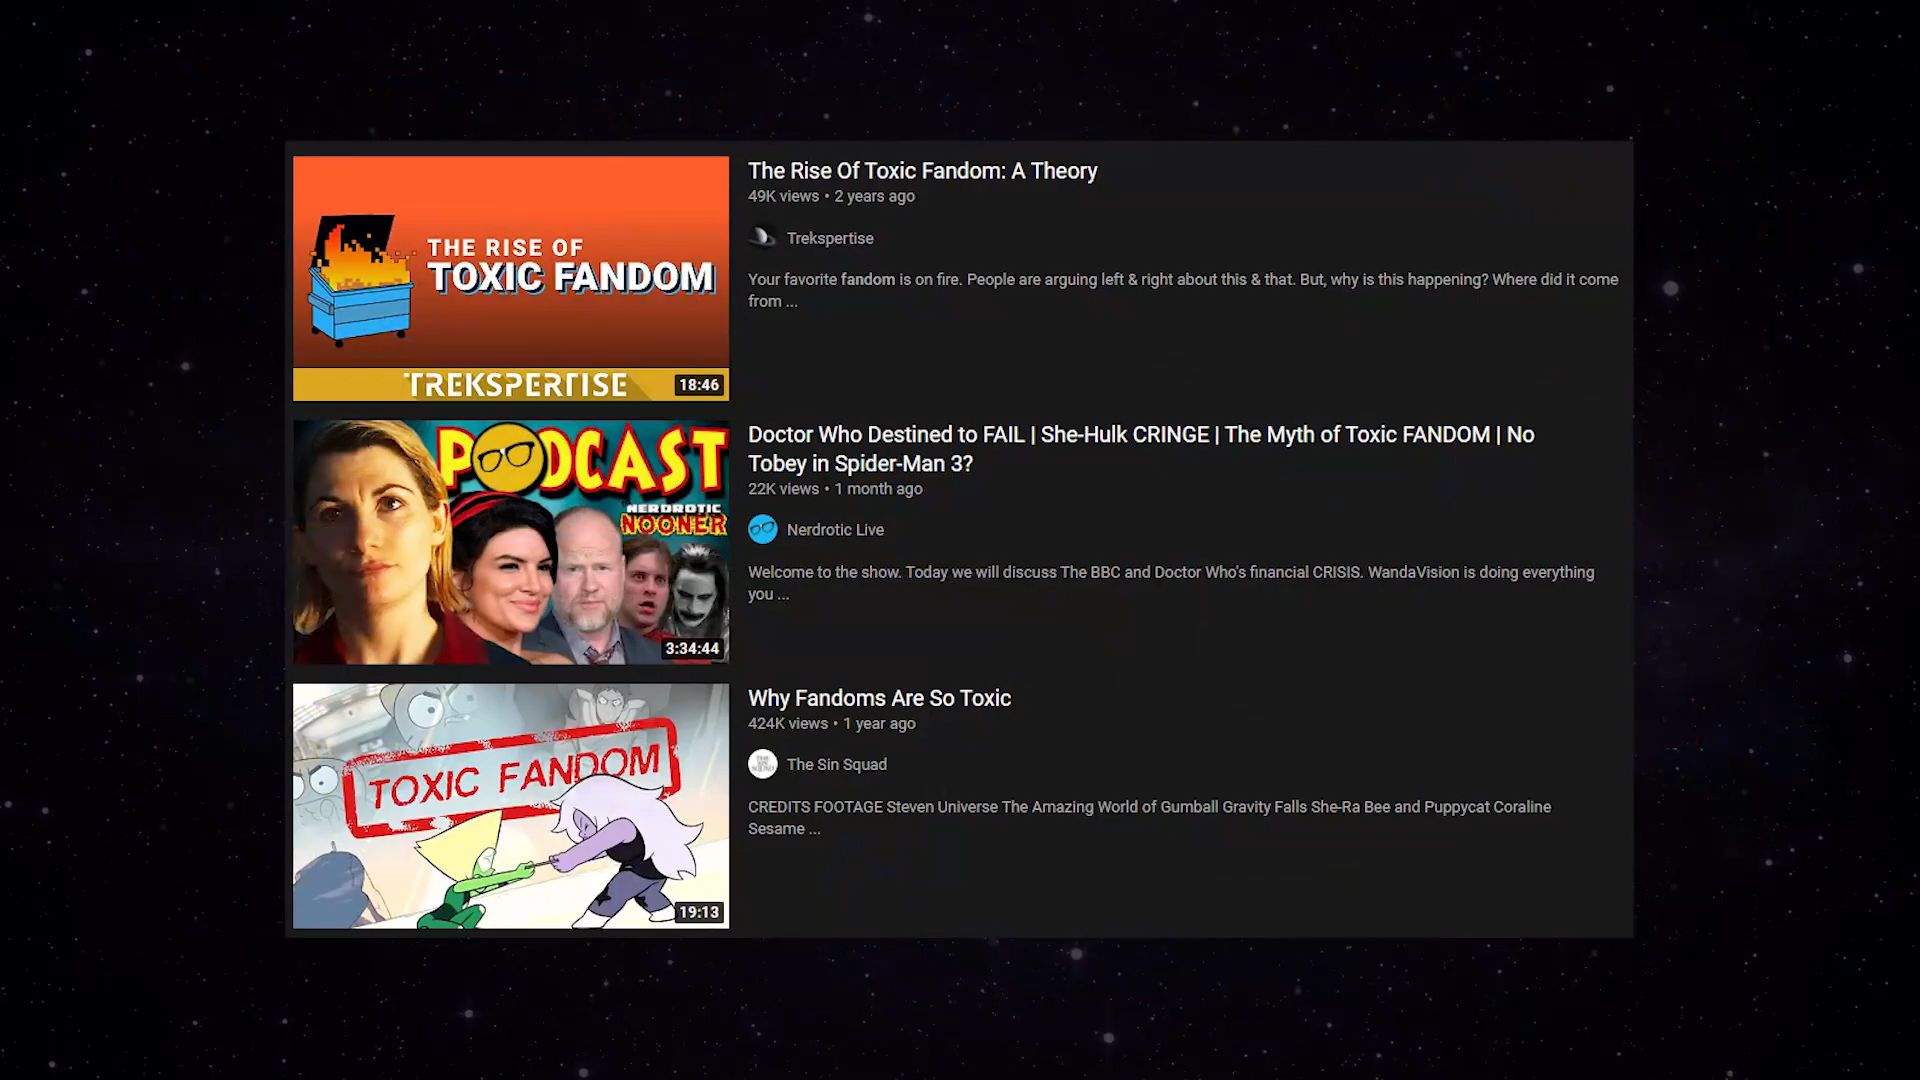 THE RISE OF
TOXIC FANDOM
TREKSPERTISE
18:46
The Rise Of Toxic Fandom: A Theory
49K views • 2 years ago
Trekspertise
Your favorite fandom is on fire. People are arguing left & right about this & that. But, why is this happening? Where did it come
from ...
PODCAST
NERDROTIC
NOONER
3:34:44
Doctor Who Destined to FAIL | She-Hulk CRINGE | The Myth of Toxic FANDOM | No
Tobey in Spider-Man 3?
22K views • 1 month ago
Nerdrotic Live
Welcome to the show. Today we will discuss The BBC and Doctor Who's financial CRISIS. WandaVision is doing everything
you ...
TOXIC FANDOM
19:13
Why Fandoms Are So Toxic
424K views • 1 year ago
THE
SIN
SQUAD
The Sin Squad
CREDITS FOOTAGE Steven Universe The Amazing World of Gumball Gravity Falls She-Ra Bee and Puppycat Coraline
Sesame ...